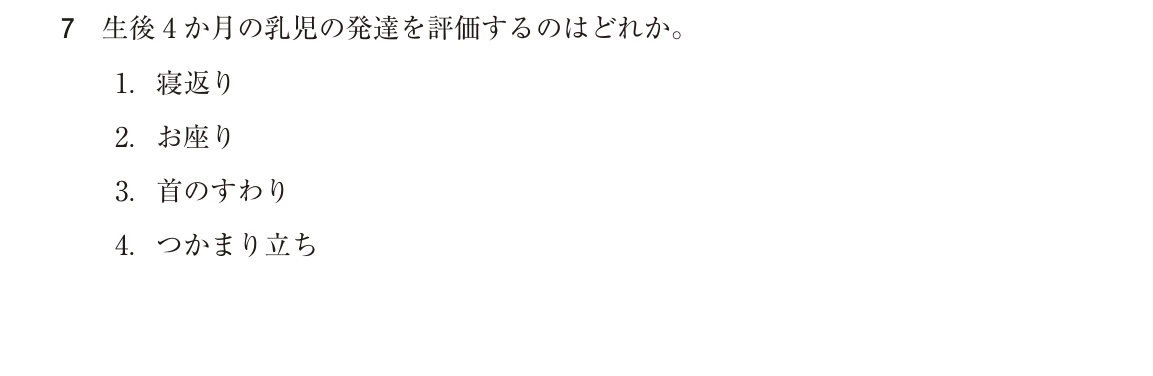 7 生後4か月の乳児の発達を評価するのはどれか。
1. 寝返り
2. お座り
3. 首のすわり
4. つかまり立ち